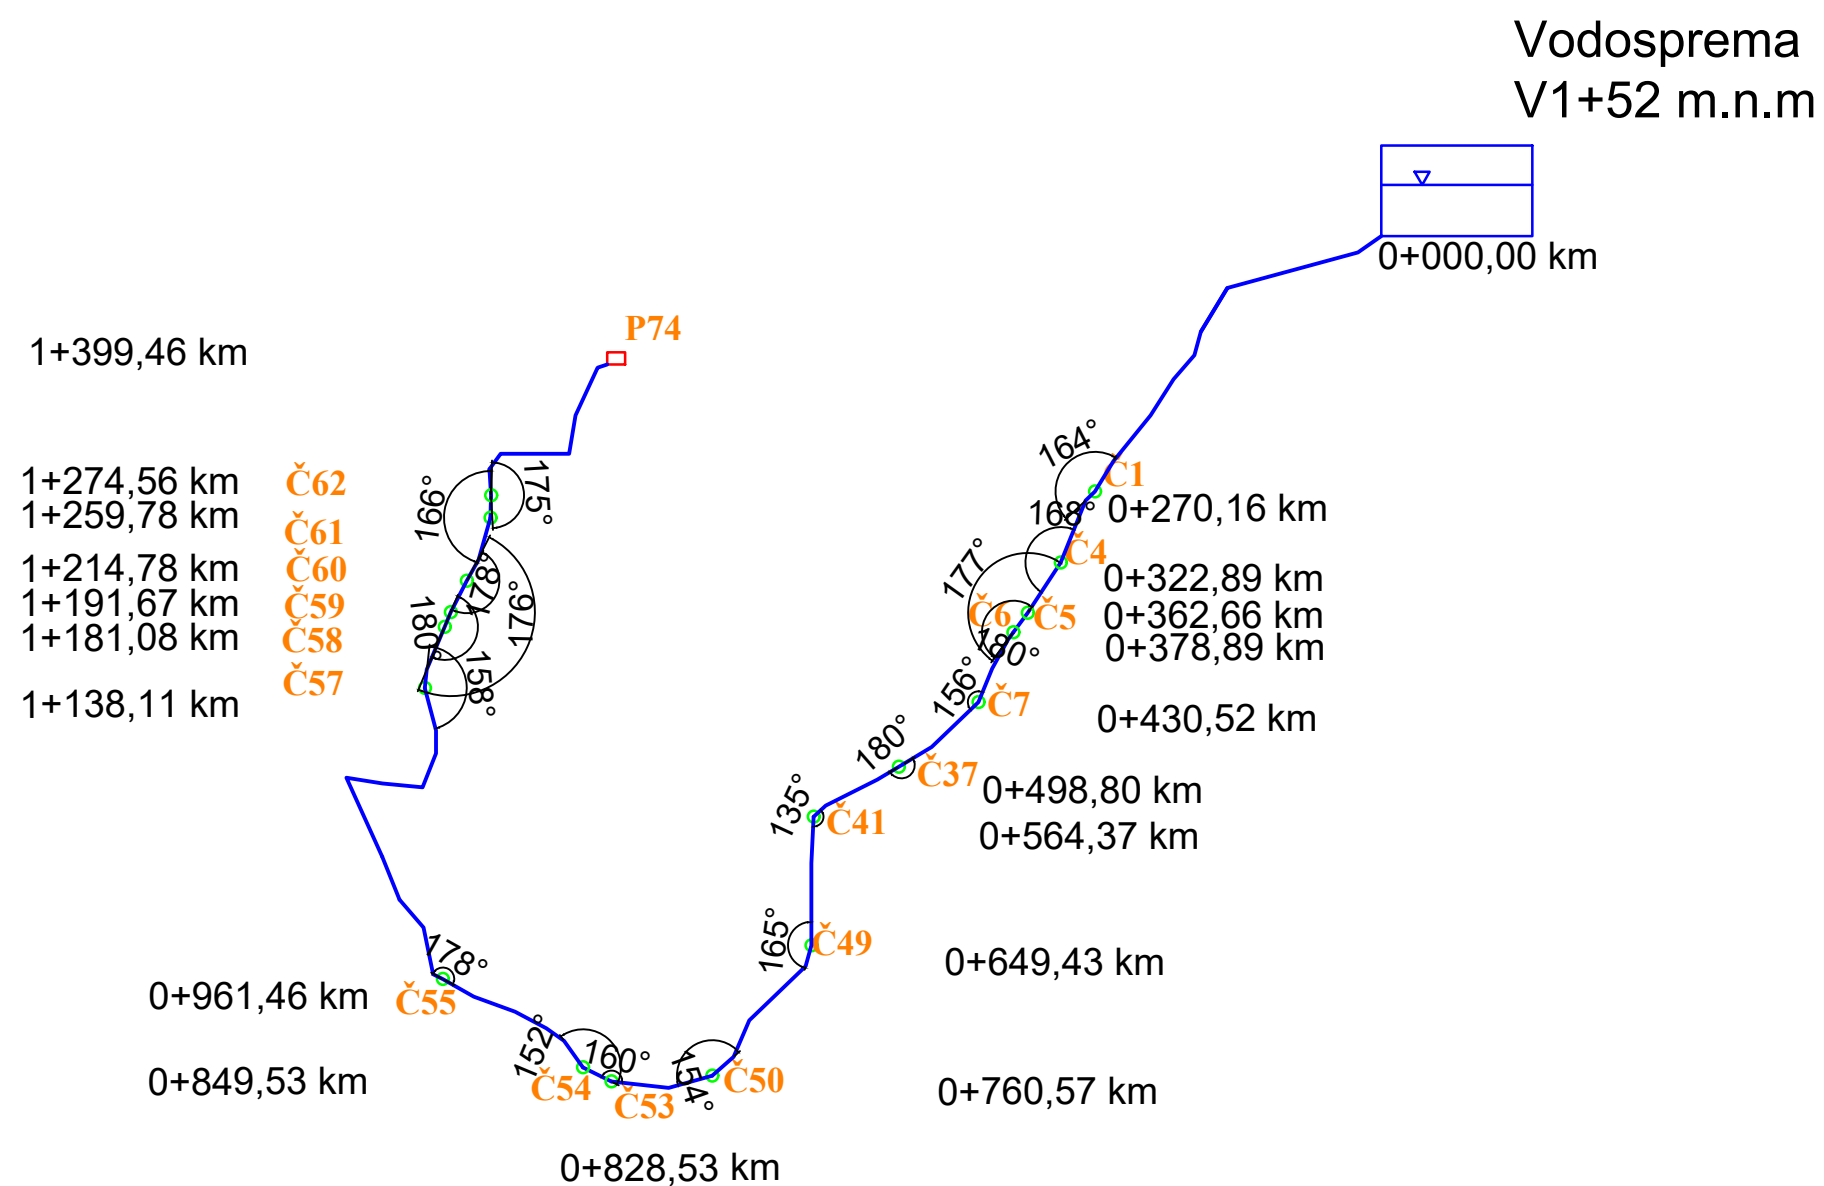 Vodosprema
V1+52 m.n.m
0+000,00 km
P74
1+399,46 km
164°
Č1
0+270,16 km
168°
Č4
0+322,89 km
177°
Č6
Č5
0+362,66 km
180°
0+378,89 km
156°
Č7
0+430,52 km
180°
Č37
0+498,80 km
135°
Č41
0+564,37 km
165°
Č49
0+649,43 km
154°
Č50
0+760,57 km
160°
Č53
0+828,53 km
152°
Č54
0+849,53 km
178°
Č55
0+961,46 km
1+274,56 km
Č62
175°
166°
1+259,78 km
Č61
1+214,78 km
Č60
178°
1+191,67 km
Č59
176°
1+181,08 km
Č58
180°
Č57
158°
1+138,11 km